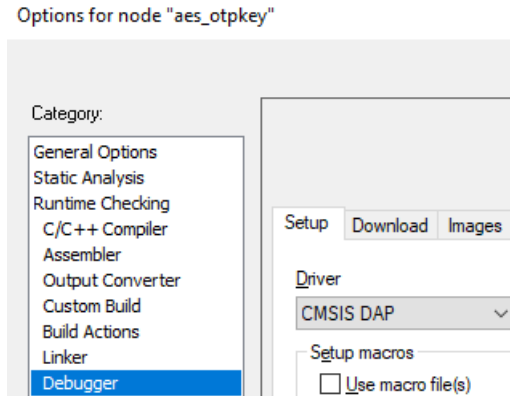 Options for node "aes_otpkey"
Category:
General Options
Static Analysis
Runtime Checking
C/C++ Compiler
Assembler
Output Converter
Custom Build
Build Actions
Linker
Debugger
Setup Download Images
Driver
CMSIS DAP
Setup macros
Use macro file(s)